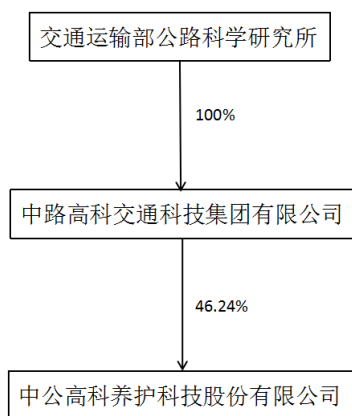 交通运输部公路科学研究所
100%
中路高科交通科技集团有限公司
46.24%
中公高科养护科技股份有限公司